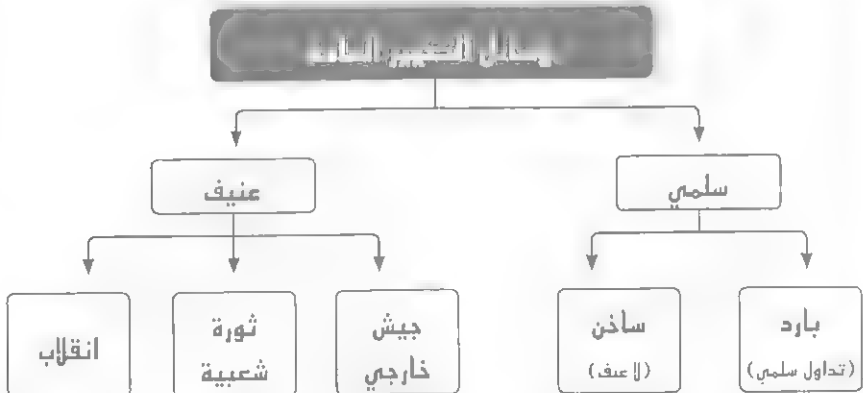 سلمي
عنيف
بارد
(تداول سلمي)
ساخن
(لا عنف)
جيش
خارجي
ثورة
شعبية
انقلاب